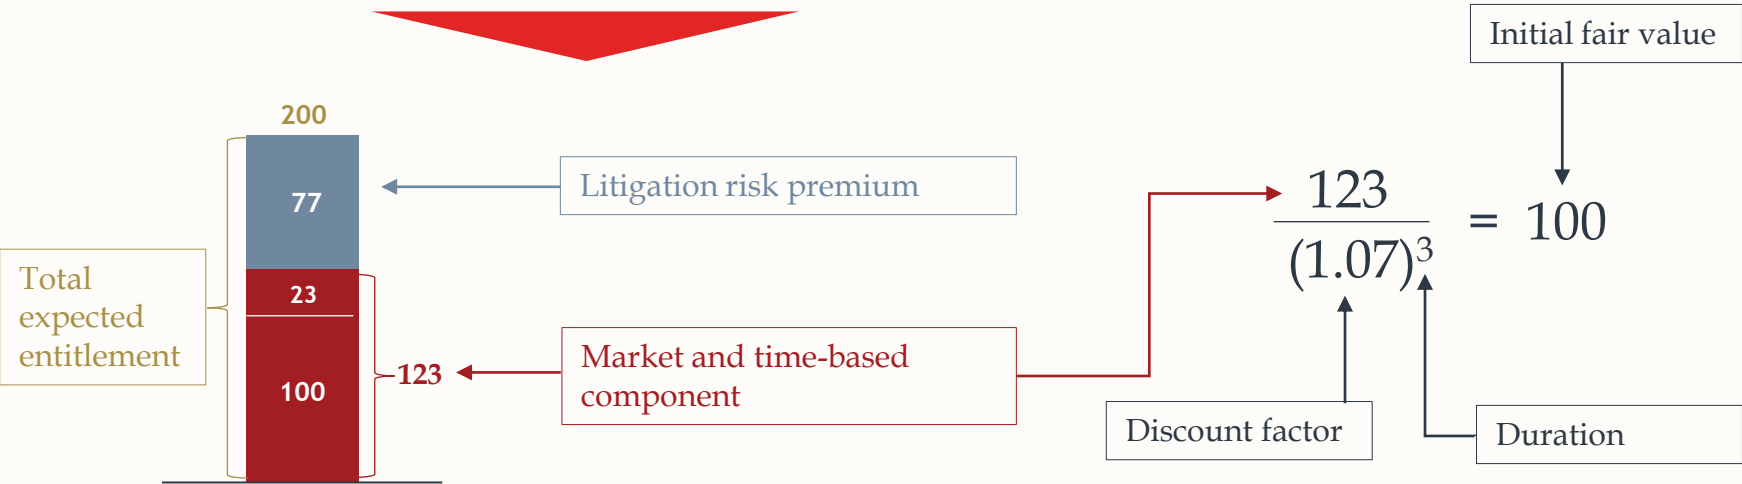 Initial fair value
200
77
Litigation risk premium
123
(1.07)3
= 100
Total
expected
entitlement
23
100
123
Market and time-based
component
Discount factor
Duration